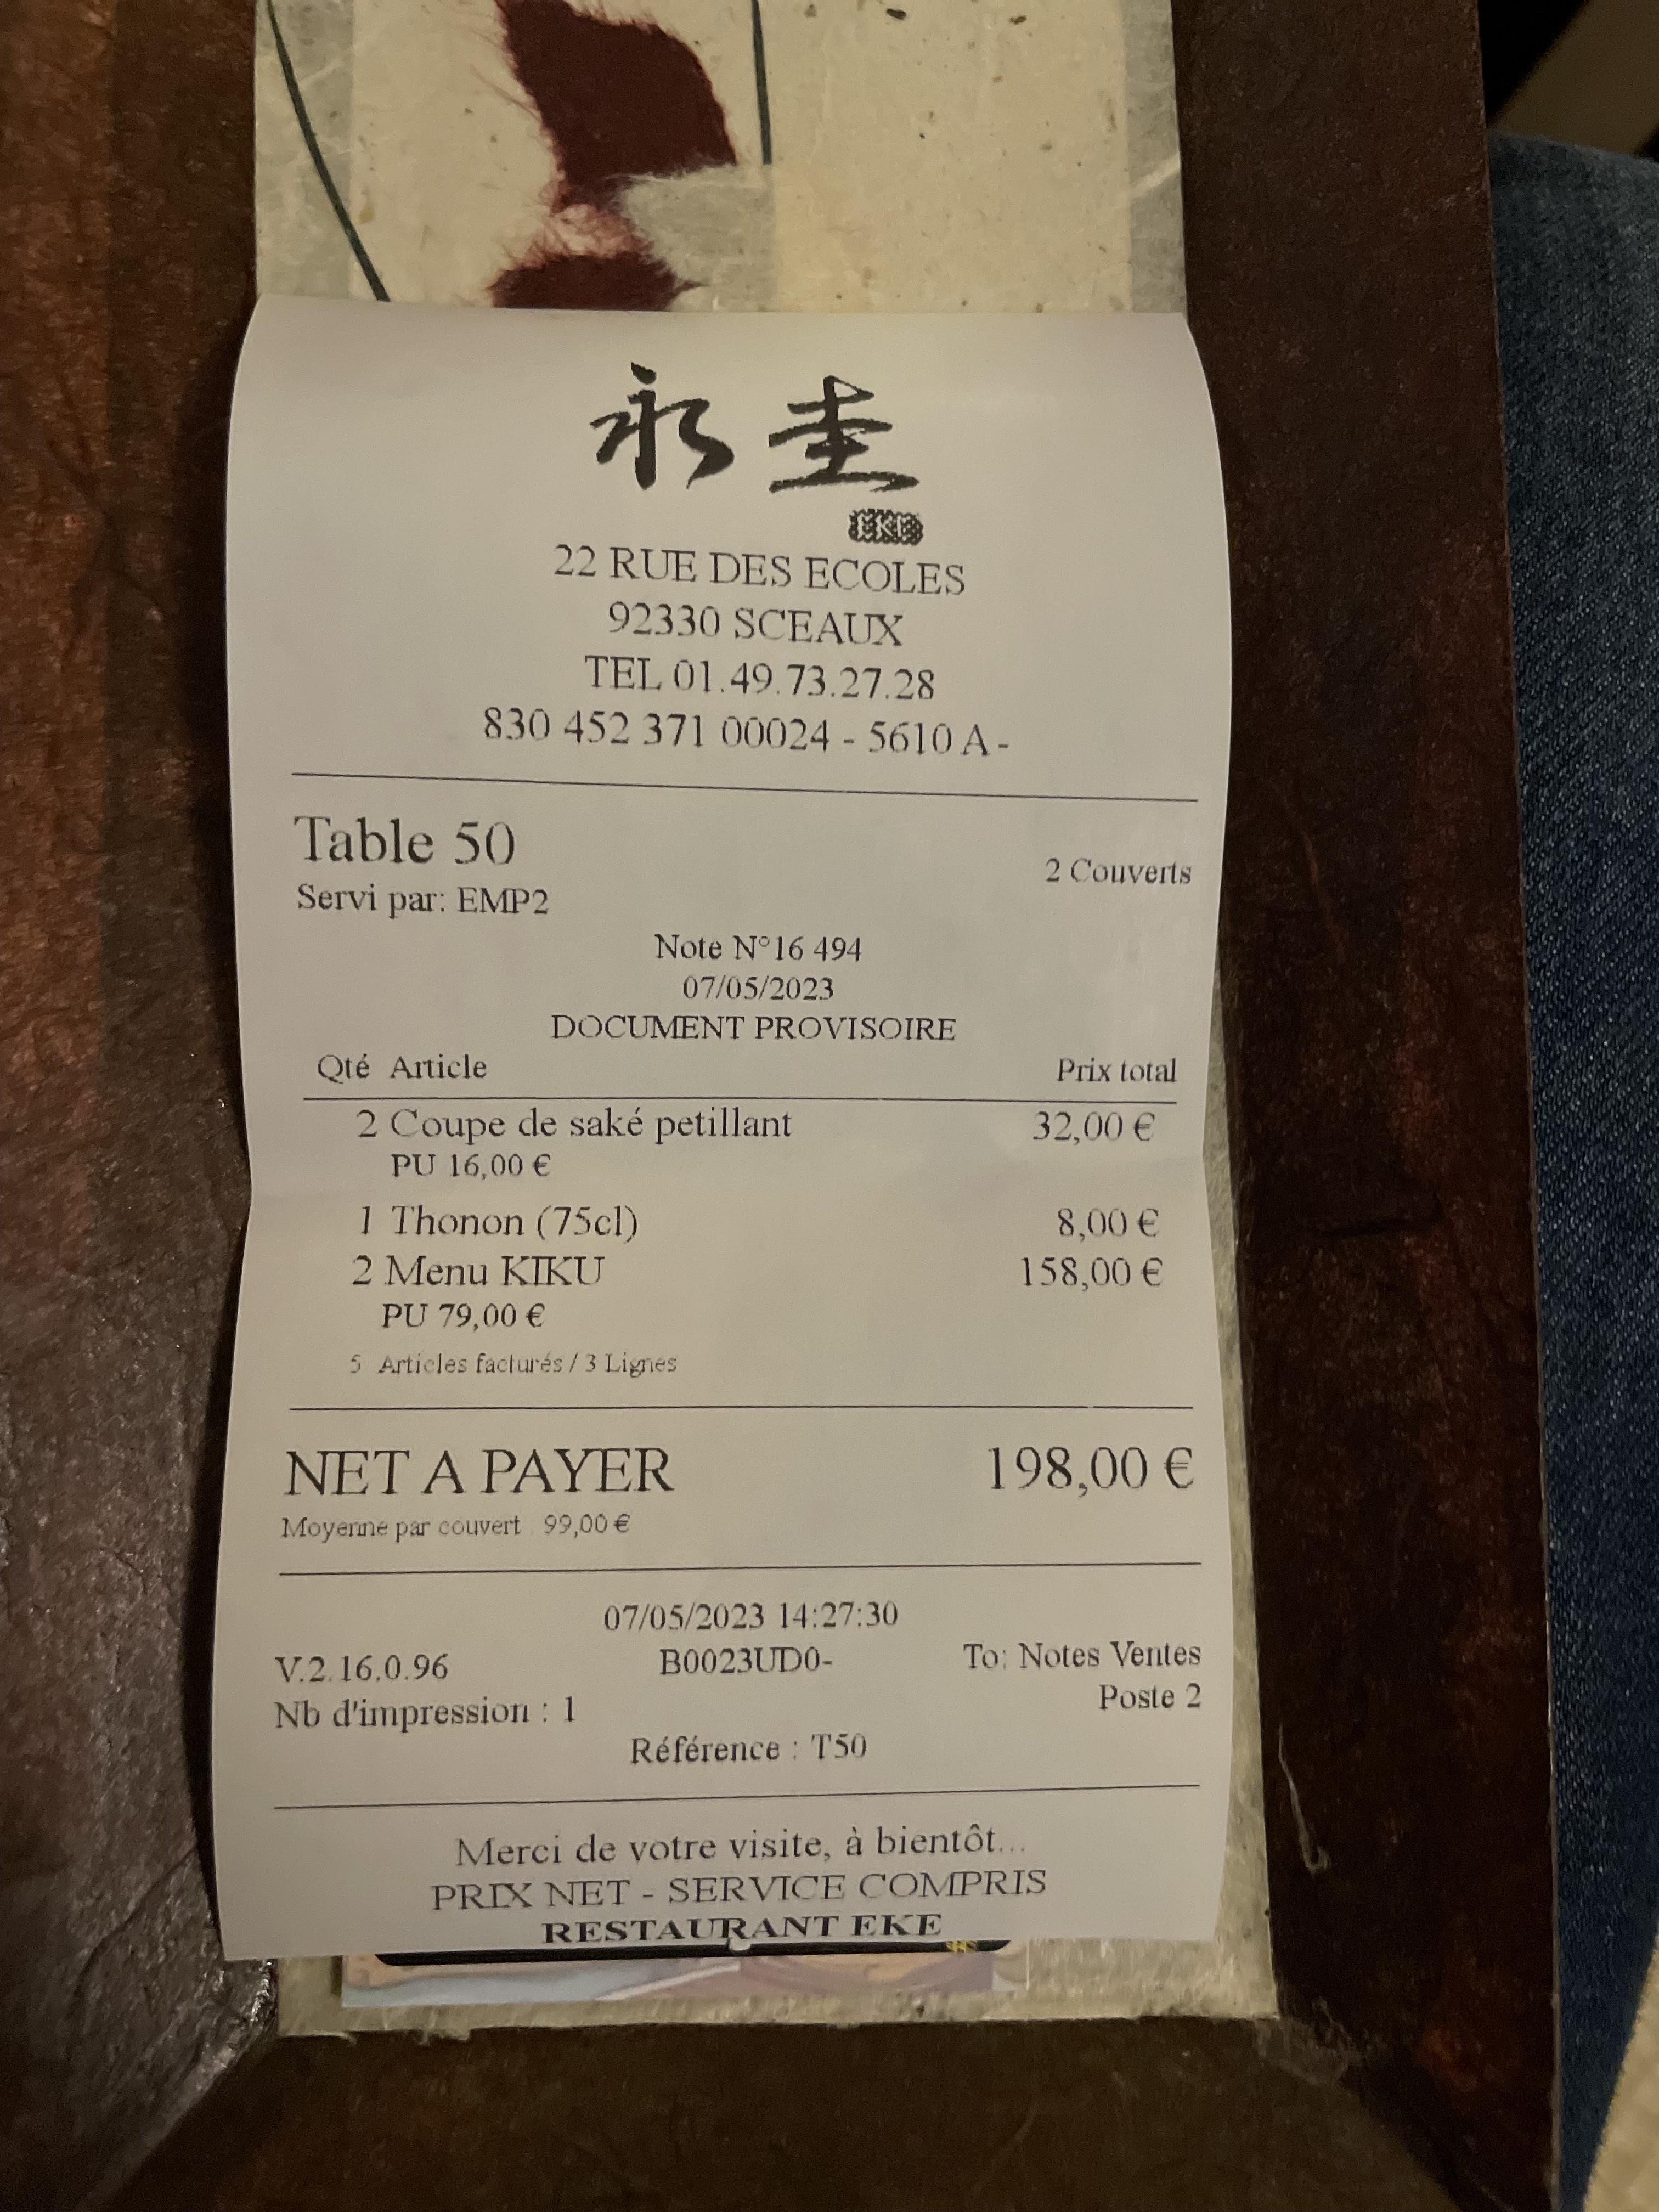 永圭
EKE
22 RUE DES ECOLES
92330 SCEAUX
TEL 01.49.73.27.28
830 452 371 00024 - 5610 A -
Table 50
2 Couverts
Servi par: EMP2
Note N°16 494
07/05/2023
DOCUMENT PROVISOIRE
Qté Article Prix total
2 Coupe de saké petillant 32,00 €
PU 16,00 €
1 Thonon (75cl) 8,00 €
2 Menu KIKU 158,00 €
PU 79,00 €
5 Articles facturés / 3 Lignes
NET A PAYER 198,00 €
Moyenne par couvert : 99,00 €
07/05/2023 14:27:30
V.2.16.0.96 B0023UD0- To: Notes Ventes
Nb d'impression : 1 Poste 2
Référence : T50
Merci de votre visite, à bientôt...
PRIX NET - SERVICE COMPRIS
RESTAURANT EKE